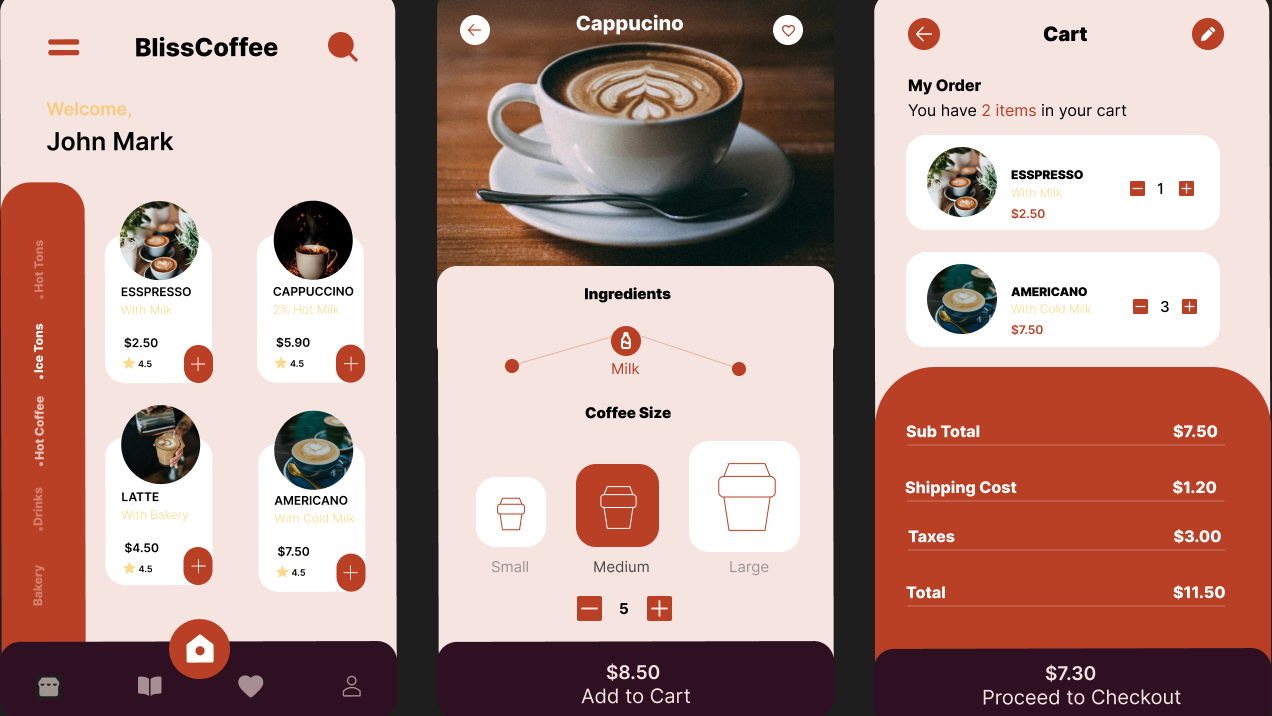 BlissCoffee
Welcome,
John Mark
Hot Tons
Ice Tons
Hot Coffee
Drinks
Bakery
ESSPRESSO
With Milk
$2.50
4.5
CAPPUCCINO
2% Hot Milk
$5.90
4.5
LATTE
With Bakery
$4.50
4.5
AMERICANO
With Cold Milk
$7.50
4.5
Cappucino
Ingredients
Milk
Coffee Size
Small
Medium
Large
5
$8.50
Add to Cart
Cart
My Order
You have 2 items in your cart
ESSPRESSO
With Milk
$2.50
1
AMERICANO
With Cold Milk
$7.50
3
Sub Total $7.50
Shipping Cost $1.20
Taxes $3.00
Total $11.50
$7.30
Proceed to Checkout